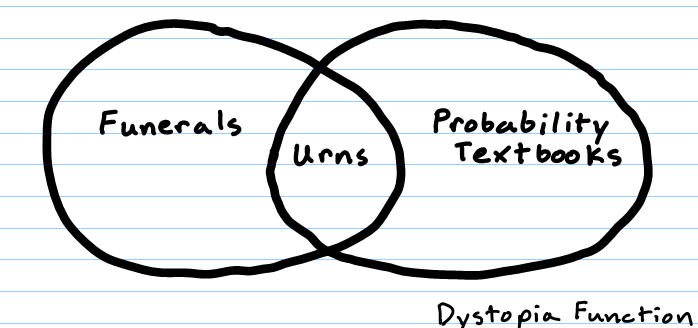 Funerals
Urns
Probability
Textbooks
Dystopia Function